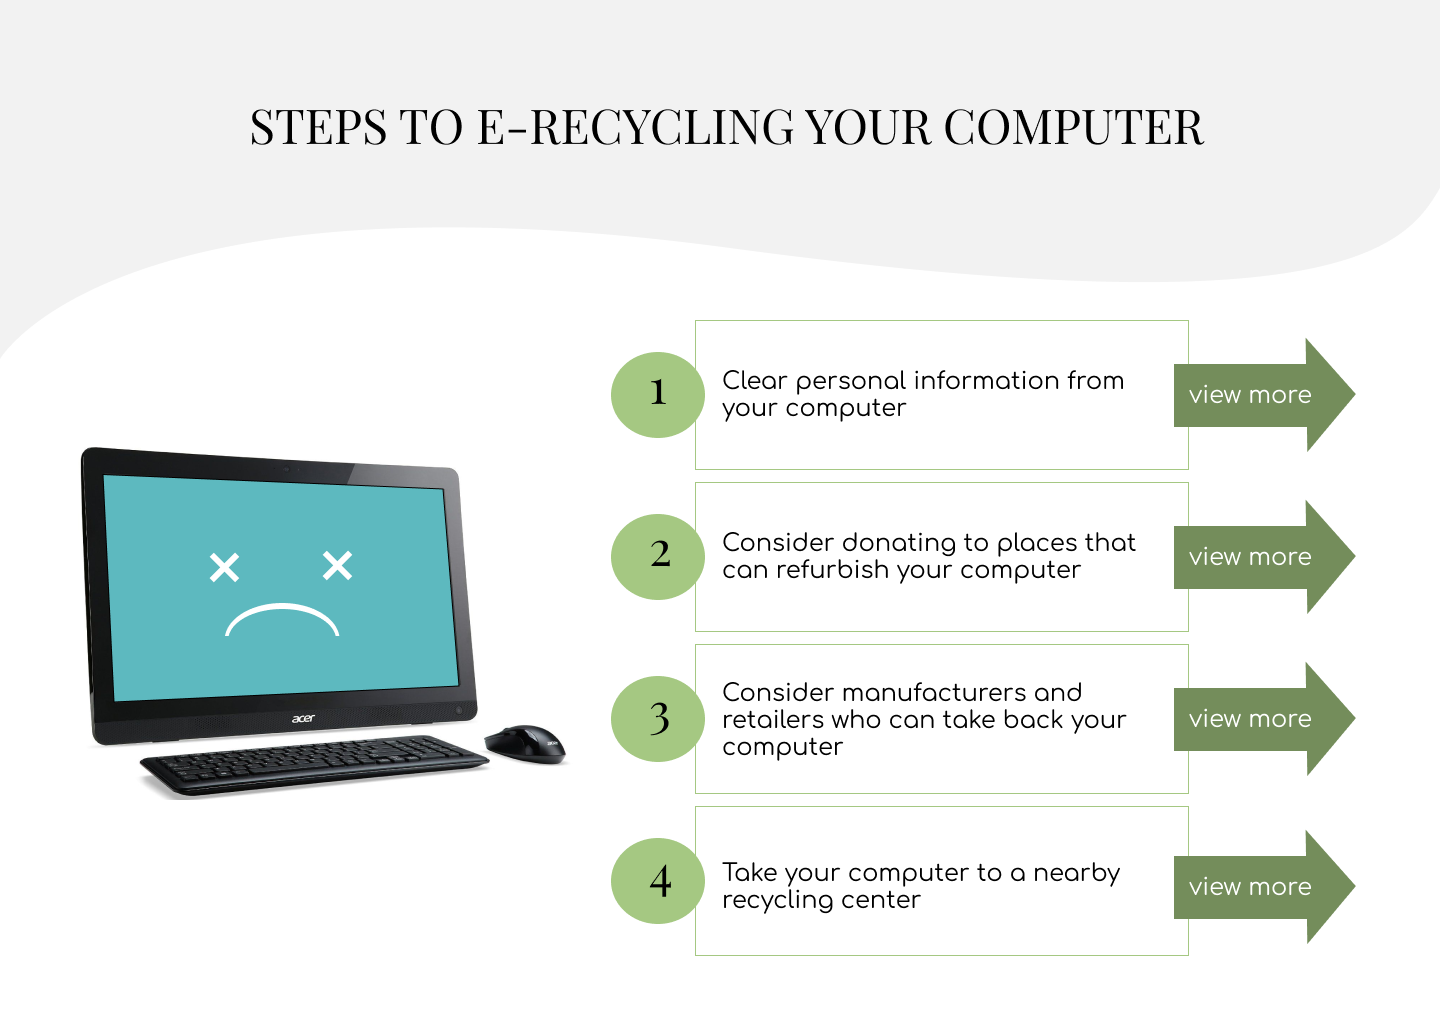 STEPS TO E-RECYCLING YOUR COMPUTER
1
Clear personal information from
your computer
view more
2
Consider donating to places that
can refurbish your computer
view more
3
Consider manufacturers and
retailers who can take back your
computer
view more
4
Take your computer to a nearby
recycling center
view more
acer